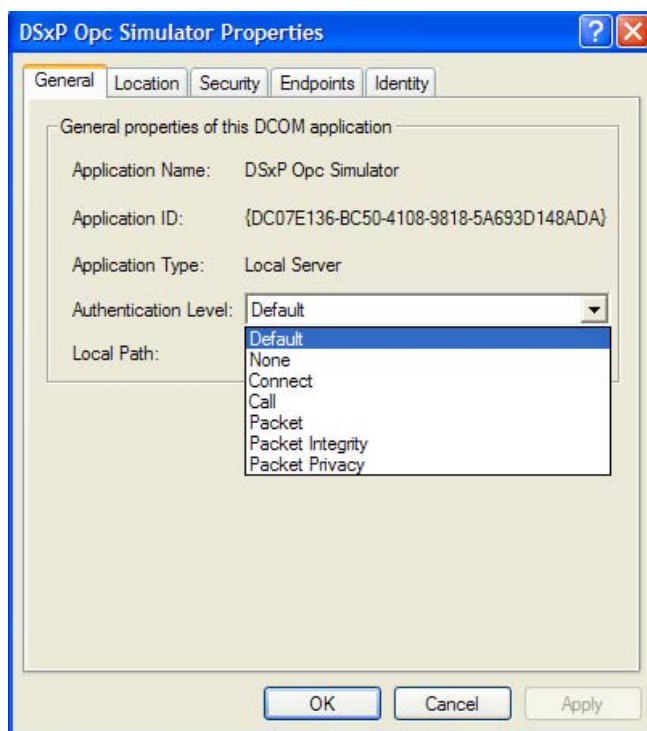 DSxP Opc Simulator Properties
General Location Security Endpoints Identity
General properties of this DCOM application
Application Name: DSxP Opc Simulator
Application ID: {DC07E136-BC50-4108-9818-5A693D148ADA}
Application Type: Local Server
Authentication Level: Default
Default
Local Path:
None
Connect
Call
Packet
Packet Integrity
Packet Privacy
OK Cancel Apply